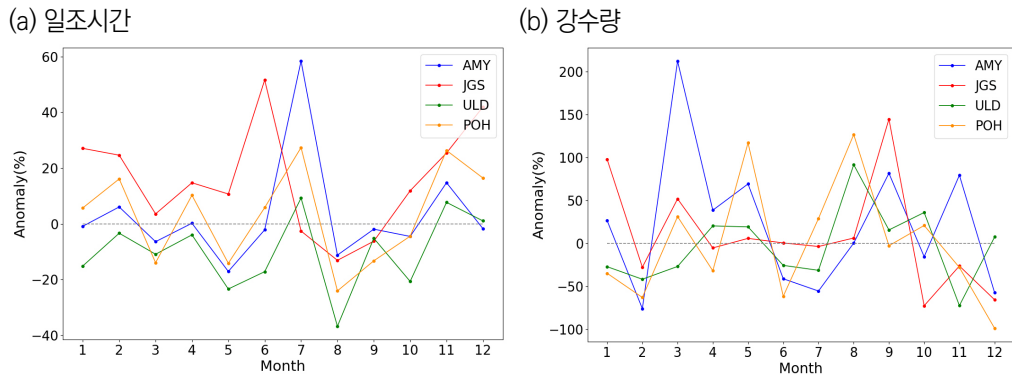 (a) 일조시간
60
40
20
0
−20
−40
Anomaly(%)
1 2 3 4 5 6 7 8 9 10 11 12
Month
AMY
JGS
ULD
POH
(b) 강수량
200
150
100
50
0
−50
−100
Anomaly(%)
1 2 3 4 5 6 7 8 9 10 11 12
Month
AMY
JGS
ULD
POH